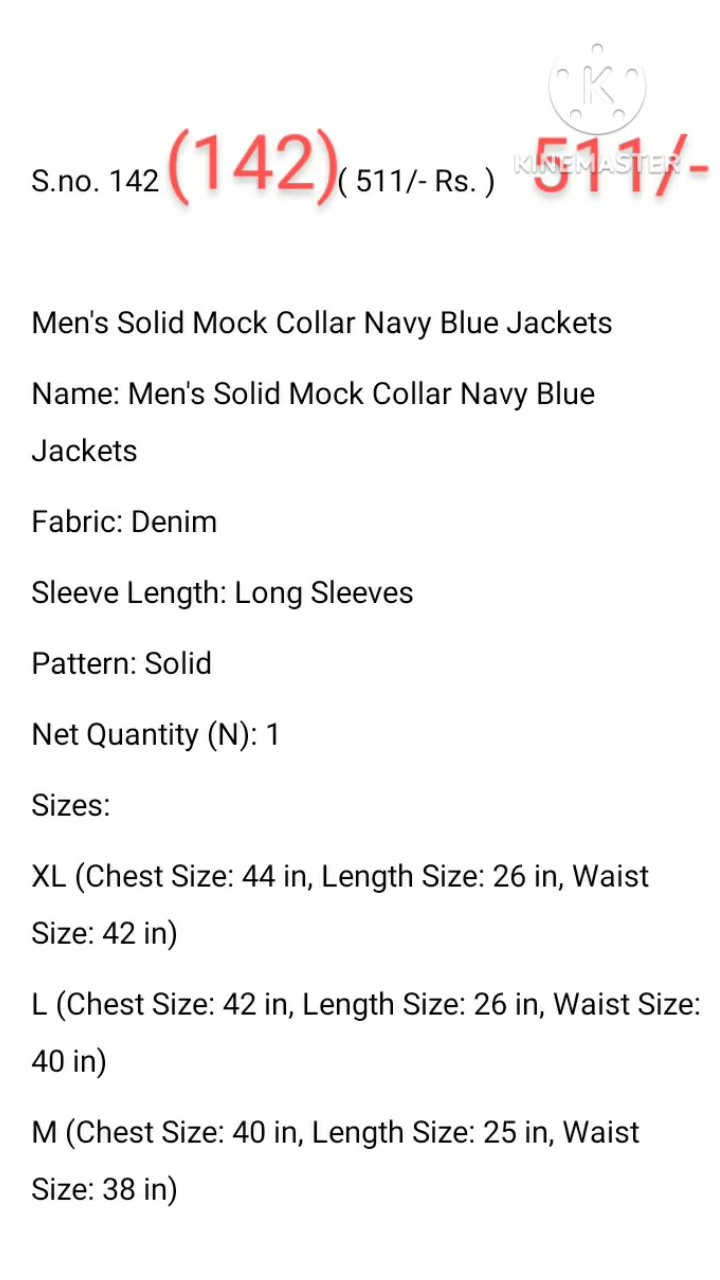 S.no. 142 (142) ( 511/- Rs. ) 511/-
K
KINEMASTER
Men's Solid Mock Collar Navy Blue Jackets
Name: Men's Solid Mock Collar Navy Blue
Jackets
Fabric: Denim
Sleeve Length: Long Sleeves
Pattern: Solid
Net Quantity (N): 1
Sizes:
XL (Chest Size: 44 in, Length Size: 26 in, Waist
Size: 42 in)
L (Chest Size: 42 in, Length Size: 26 in, Waist Size:
40 in)
M (Chest Size: 40 in, Length Size: 25 in, Waist
Size: 38 in)